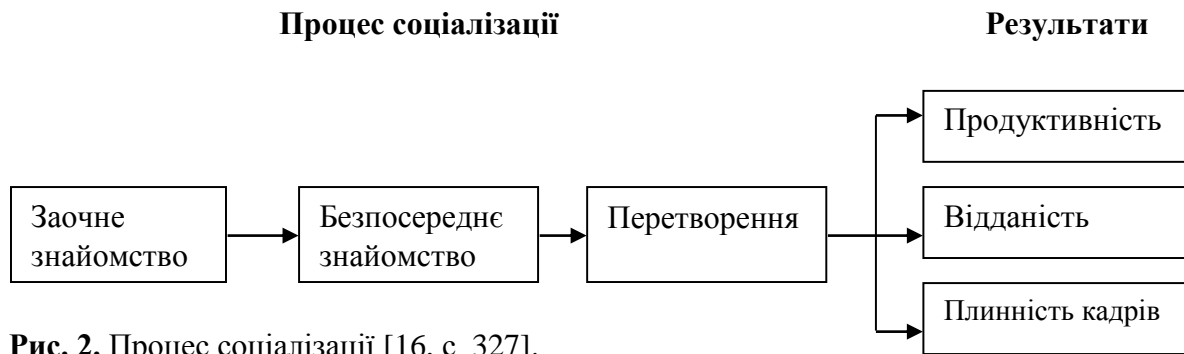 Процес соціалізації
Результати
Продуктивність
Заочне
знайомство
Безпосереднє
знайомство
Перетворення
Відданість
Плинність кадрів
Рис. 2. Процес соціалізації [16, с 327].